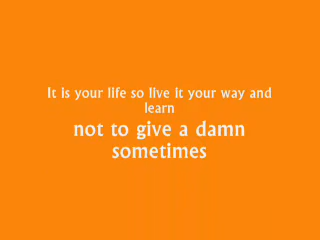 It is your life so live it your way and
learn
not to give a damn
sometimes